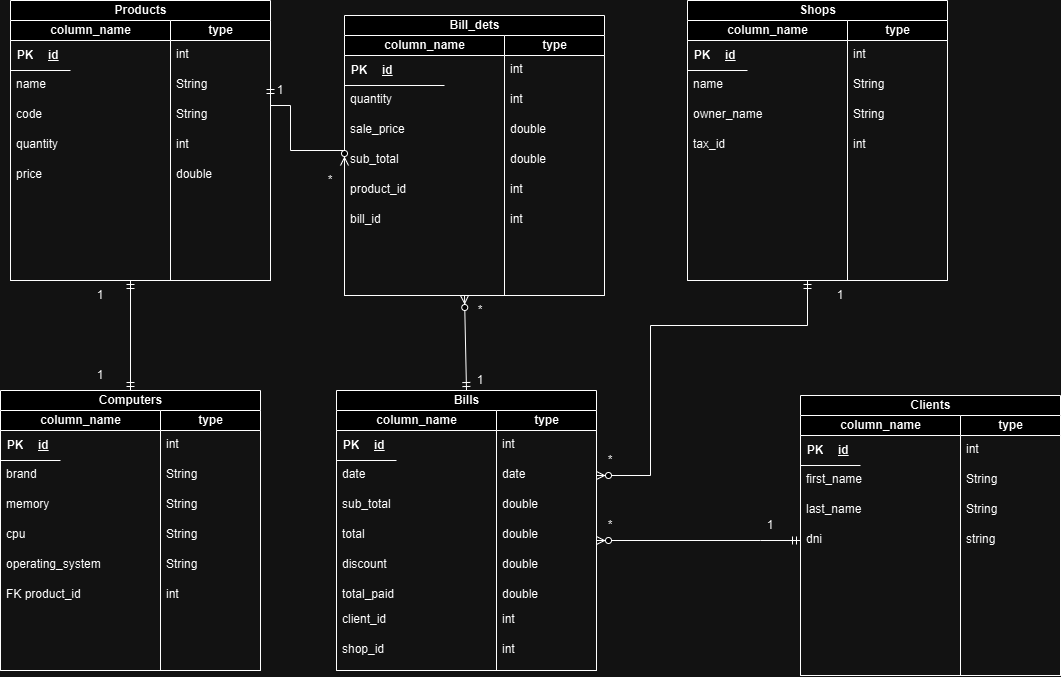 Products
column_name type
PK id int
name String
code String
quantity int
price double
1
1
Bill_dets
column_name type
PK id int
quantity int
sale_price double
sub_total double
product_id int
bill_id int
*
*
Shops
column_name type
PK id int
name String
owner_name String
tax_id int
1
1
Computers
column_name type
PK id int
brand String
memory String
cpu String
operating_system String
FK product_id int
1
Bills
column_name type
PK id int
date date
sub_total double
total double
discount double
total_paid double
client_id int
shop_id int
*
*
1
Clients
column_name type
PK id int
first_name String
last_name String
dni string